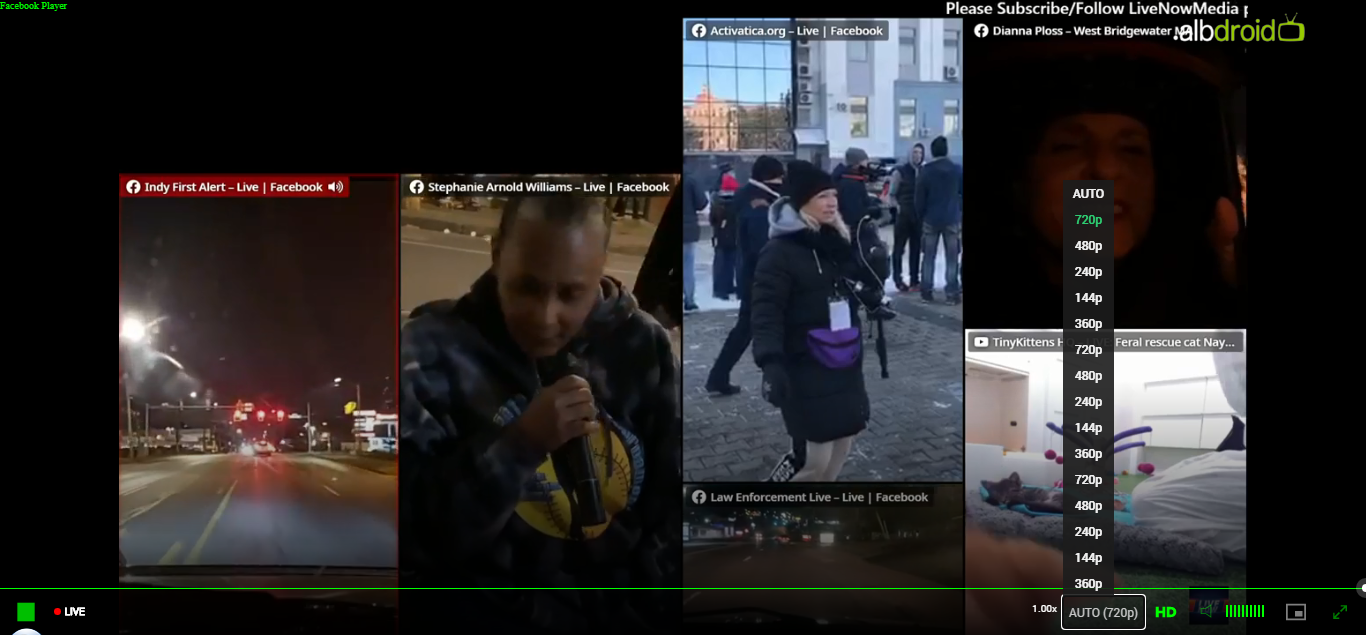 Facebook Player
Please Subscribe/Follow LiveNowMedia
.albdroid
Activatica.org – Live | Facebook
Dianna Ploss – West Bridgewater
Indy First Alert – Live | Facebook
Stephanie Arnold Williams – Live | Facebook
AUTO
720p
480p
240p
144p
360p
TinyKittens Feral rescue cat Nay...
720p
480p
240p
144p
360p
720p
480p
Law Enforcement Live – Live | Facebook
240p
144p
360p
LIVE
1.00x
AUTO (720p)
HD
LIVE